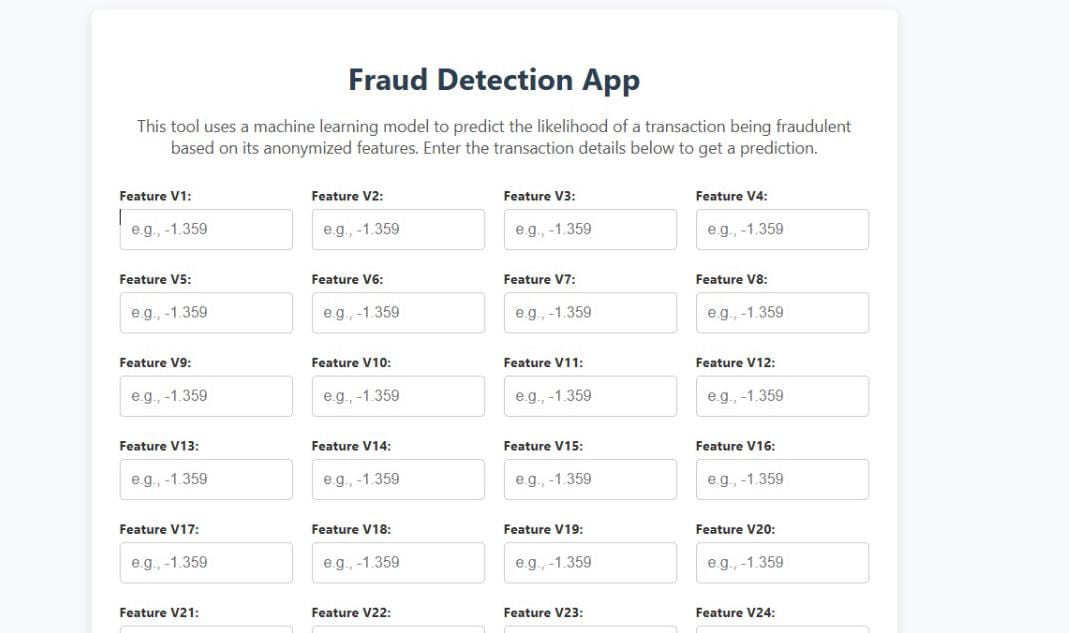 Fraud Detection App
This tool uses a machine learning model to predict the likelihood of a transaction being fraudulent
based on its anonymized features. Enter the transaction details below to get a prediction.
Feature V1: Feature V2: Feature V3: Feature V4:
e.g., -1.359 e.g., -1.359 e.g., -1.359 e.g., -1.359
Feature V5: Feature V6: Feature V7: Feature V8:
e.g., -1.359 e.g., -1.359 e.g., -1.359 e.g., -1.359
Feature V9: Feature V10: Feature V11: Feature V12:
e.g., -1.359 e.g., -1.359 e.g., -1.359 e.g., -1.359
Feature V13: Feature V14: Feature V15: Feature V16:
e.g., -1.359 e.g., -1.359 e.g., -1.359 e.g., -1.359
Feature V17: Feature V18: Feature V19: Feature V20:
e.g., -1.359 e.g., -1.359 e.g., -1.359 e.g., -1.359
Feature V21: Feature V22: Feature V23: Feature V24: